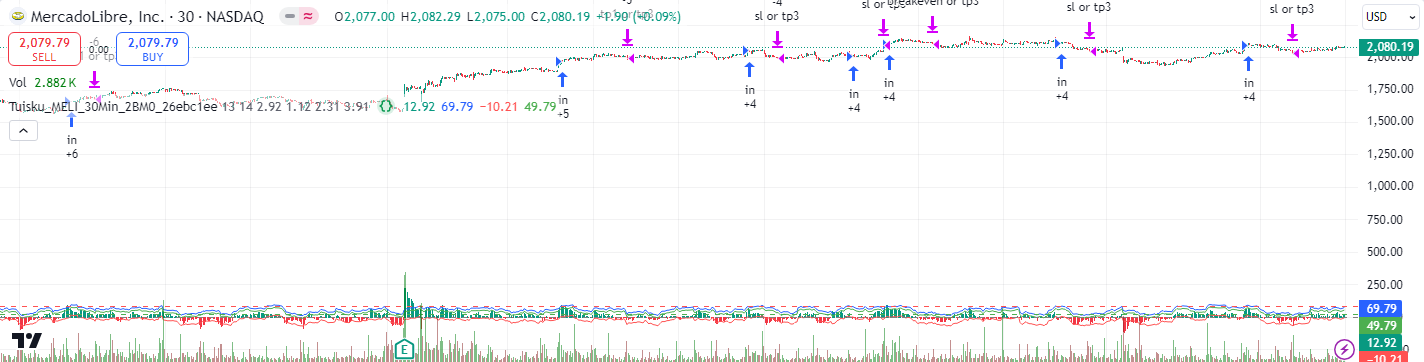 MercadoLibre, Inc. · 30 · NASDAQ
O2,077.00 H2,082.29 L2,075.00 C2,080.19 +1.90 (+0.09%)
USD
2,079.79
SELL
0.00
2,079.79
BUY
-6
or tp
Vol 2.882 K
Tujsku_MELI_30Min_2BM0_26ebc1ee 13 14 2.92 1.12 2.31 3.91 12.92 69.79 −10.21 49.79
in
+6
in
+5
-4
sl or tp3
in
+4
in
+4
sl or tp3
in
+4
breakeven or tp3
sl or tp3
in
+4
sl or tp3
in
+4
2,080.19
2,000.00
1,750.00
1,500.00
1,250.00
1,000.00
750.00
500.00
250.00
69.79
49.79
12.92
−10.21
E